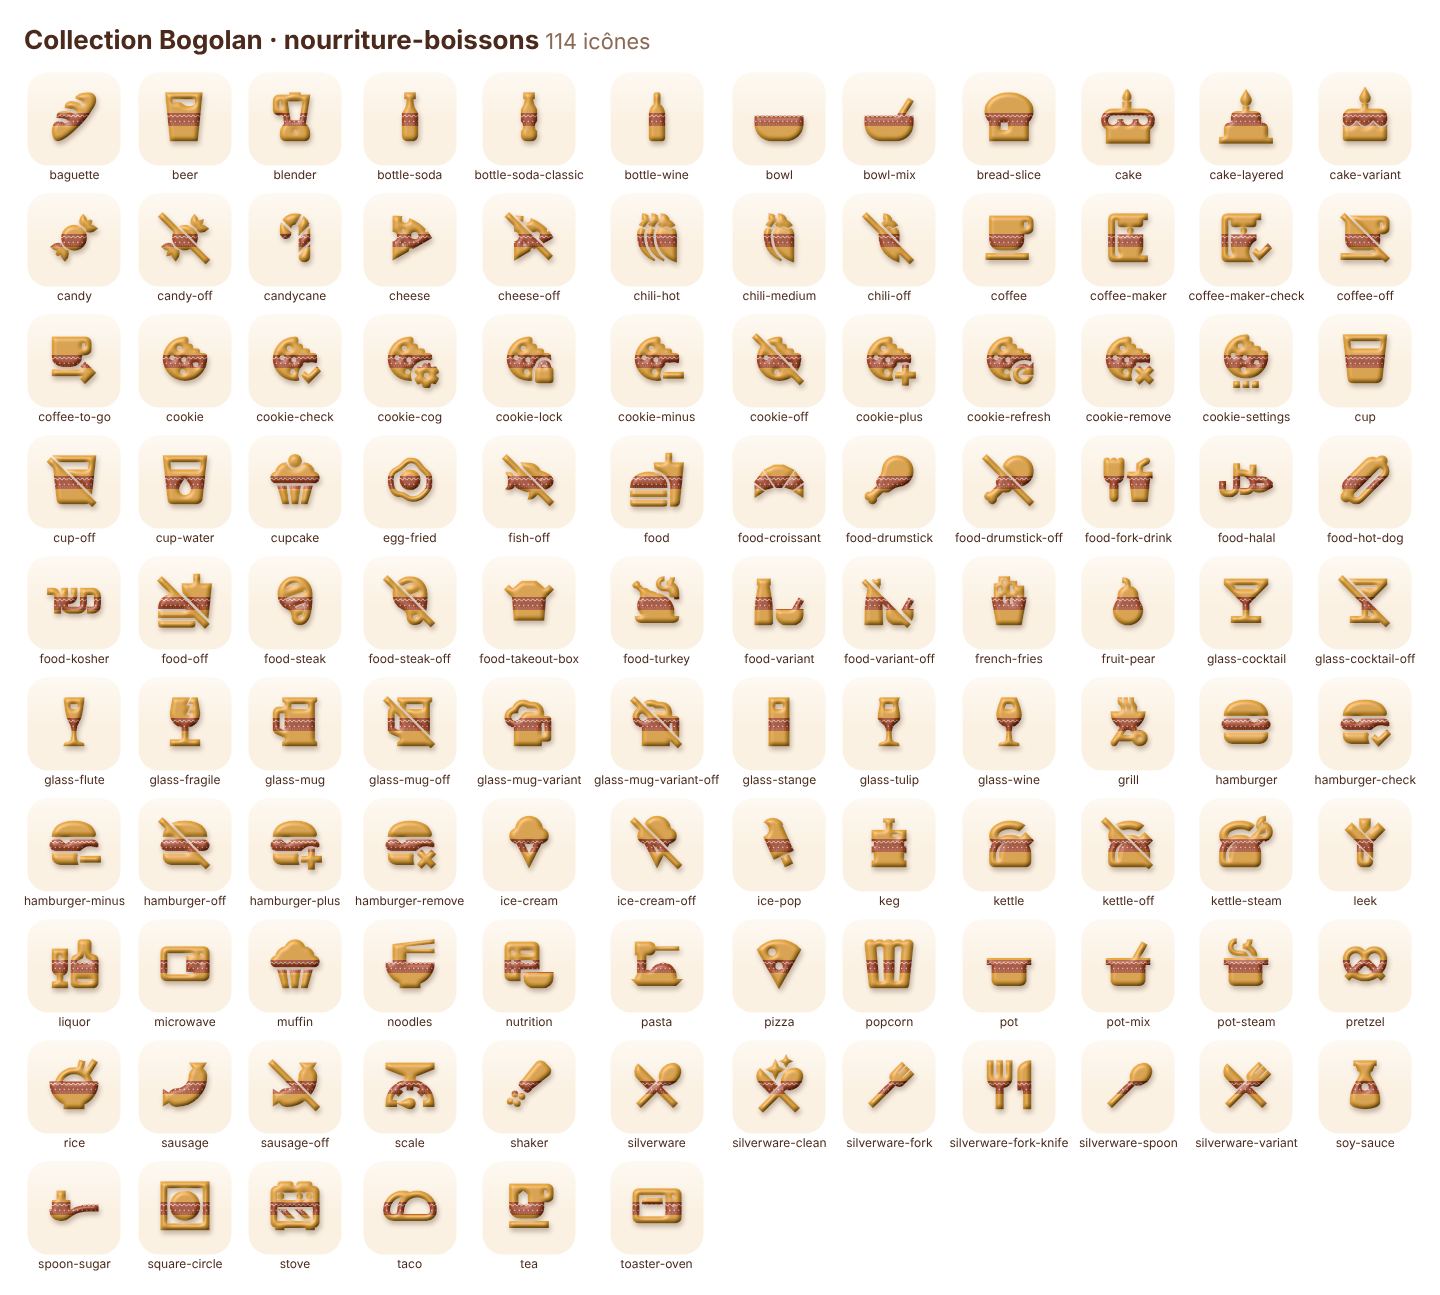 Collection Bogolan · nourriture-boissons 114 icônes
baguette beer blender bottle-soda bottle-soda-classic bottle-wine bowl bowl-mix bread-slice cake cake-layered cake-variant
candy candy-off candycane cheese cheese-off chili-hot chili-medium chili-off coffee coffee-maker coffee-maker-check coffee-off
coffee-to-go cookie cookie-check cookie-cog cookie-lock cookie-minus cookie-off cookie-plus cookie-refresh cookie-remove cookie-settings cup
cup-off cup-water cupcake egg-fried fish-off food food-croissant food-drumstick food-drumstick-off food-fork-drink food-halal food-hot-dog
food-kosher food-off food-steak food-steak-off food-takeout-box food-turkey food-variant food-variant-off french-fries fruit-pear glass-cocktail glass-cocktail-off
glass-flute glass-fragile glass-mug glass-mug-off glass-mug-variant glass-mug-variant-off glass-stange glass-tulip glass-wine grill hamburger hamburger-check
hamburger-minus hamburger-off hamburger-plus hamburger-remove ice-cream ice-cream-off ice-pop keg kettle kettle-off kettle-steam leek
liquor microwave muffin noodles nutrition pasta pizza popcorn pot pot-mix pot-steam pretzel
rice sausage sausage-off scale shaker silverware silverware-clean silverware-fork silverware-fork-knife silverware-spoon silverware-variant soy-sauce
spoon-sugar square-circle stove taco tea toaster-oven